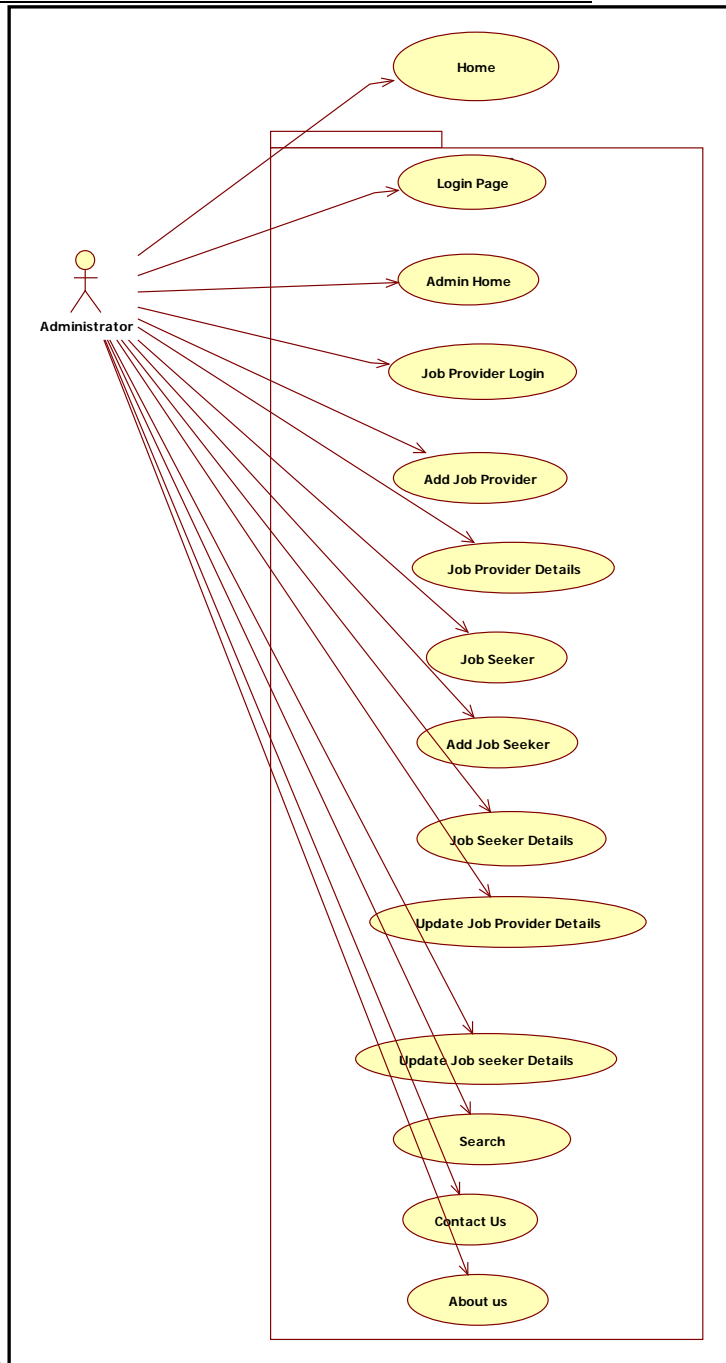 Home
Login Page
Admin Home
Administrator
Job Provider Login
Add Job Provider
Job Provider Details
Job Seeker
Add Job Seeker
Job Seeker Details
Update Job Provider Details
Update Job seeker Details
Search
Contact Us
About us